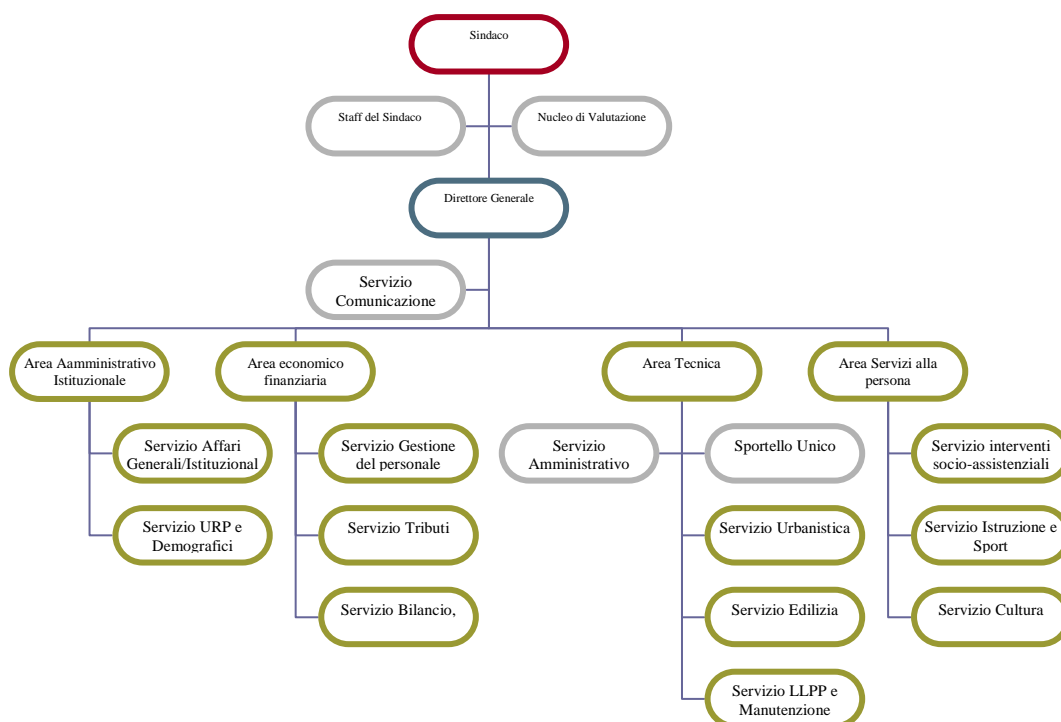 Sindaco
Staff del Sindaco
Nucleo di Valutazione
Direttore Generale
Servizio
Comunicazione
Area Aamministrativo
Istituzionale
Area economico
finanziaria
Area Tecnica
Area Servizi alla
persona
Servizio Affari
Generali/Istituzional
Servizio Gestione
del personale
Servizio
Amministrativo
Sportello Unico
Servizio interventi
socio-assistenziali
Servizio URP e
Demografici
Servizio Tributi
Servizio Urbanistica
Servizio Istruzione e
Sport
Servizio Bilancio,
Servizio Edilizia
Servizio Cultura
Servizio LLPP e
Manutenzione